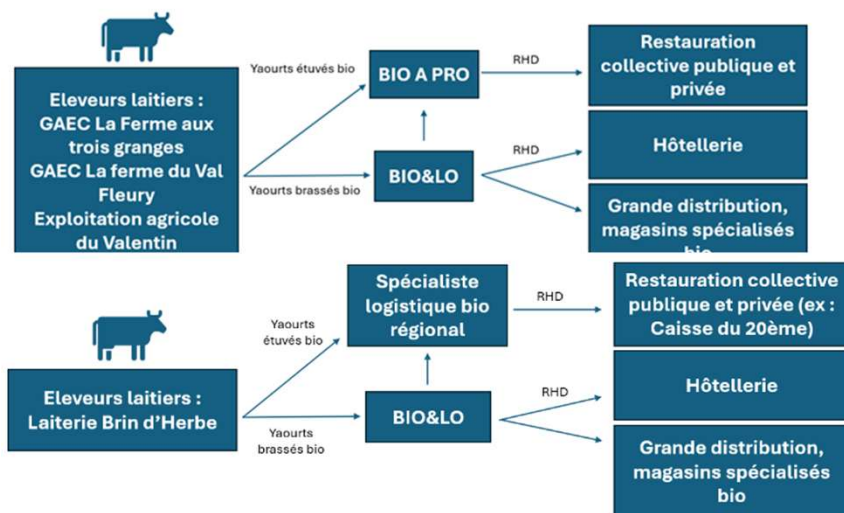 Eleveurs laitiers :
GAEC La Ferme aux
trois granges
GAEC La ferme du Val
Fleury
Exploitation agricole
du Valentin
Yaourts étuvés bio
Yaourts brassés bio
BIO A PRO
BIO&LO
RHD
RHD
Restauration
collective publique et
privée
Hôtellerie
Grande distribution,
magasins spécialisés
bio
Eleveurs laitiers :
Laiterie Brin d’Herbe
Yaourts
étuvés bio
Yaourts
brassés bio
Spécialiste
logistique bio
régional
BIO&LO
RHD
RHD
Restauration collective
publique et privée (ex :
Caisse du 20ème)
Hôtellerie
Grande distribution,
magasins spécialisés
bio